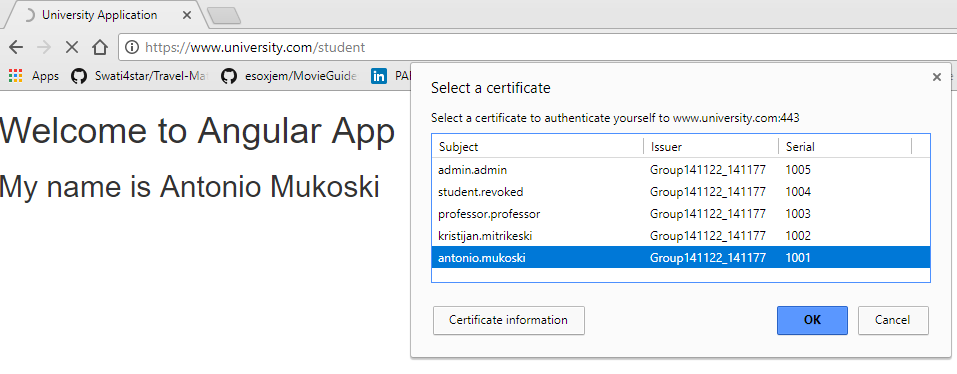 University Application
https://www.university.com/student
Apps Swati4star/Travel-Ma esoxjem/MovieGuide
Welcome to Angular App
My name is Antonio Mukoski
Select a certificate
Select a certificate to authenticate yourself to www.university.com:443
Subject Issuer Serial
admin.admin Group141122_141177 1005
student.revoked Group141122_141177 1004
professor.professor Group141122_141177 1003
kristijan.mitrikeski Group141122_141177 1002
antonio.mukoski Group141122_141177 1001
Certificate information OK Cancel